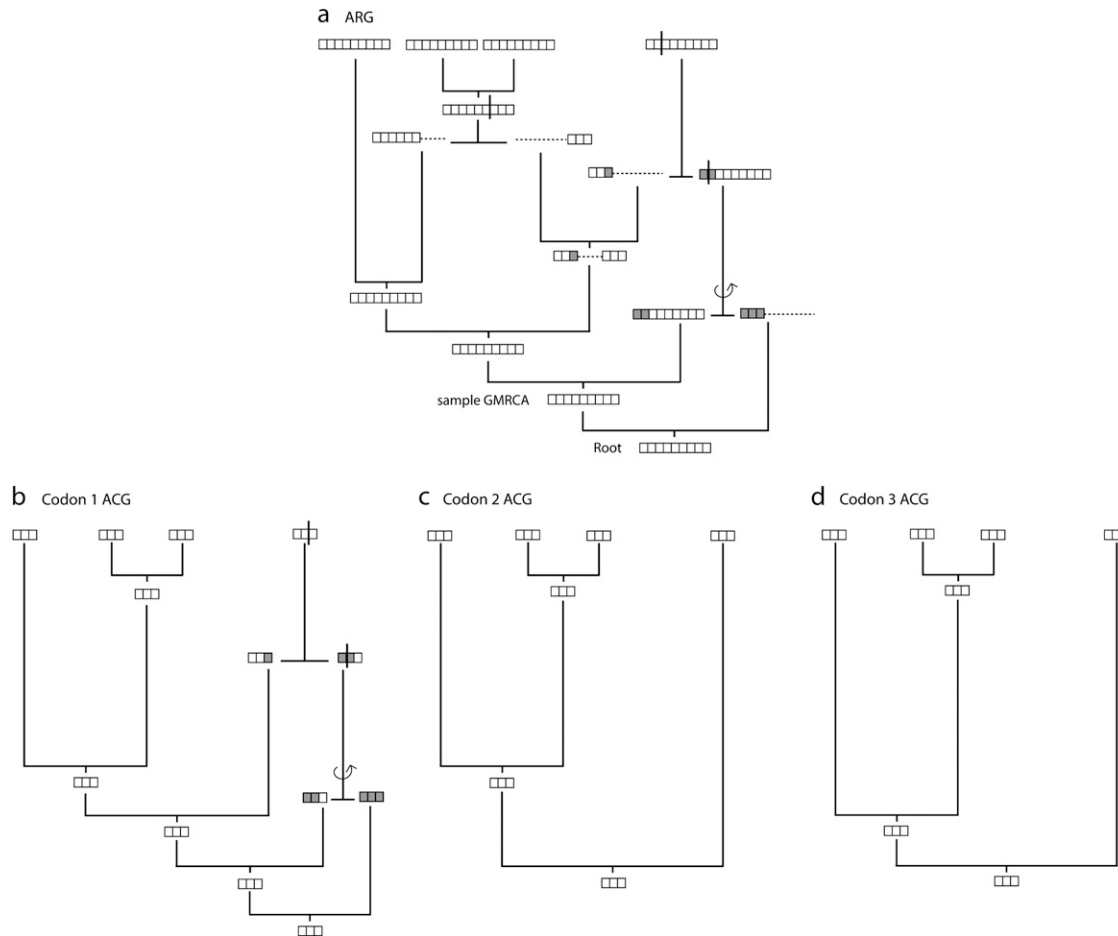 a ARG
sample GMRCA
Root
b Codon 1 ACG
c Codon 2 ACG
d Codon 3 ACG